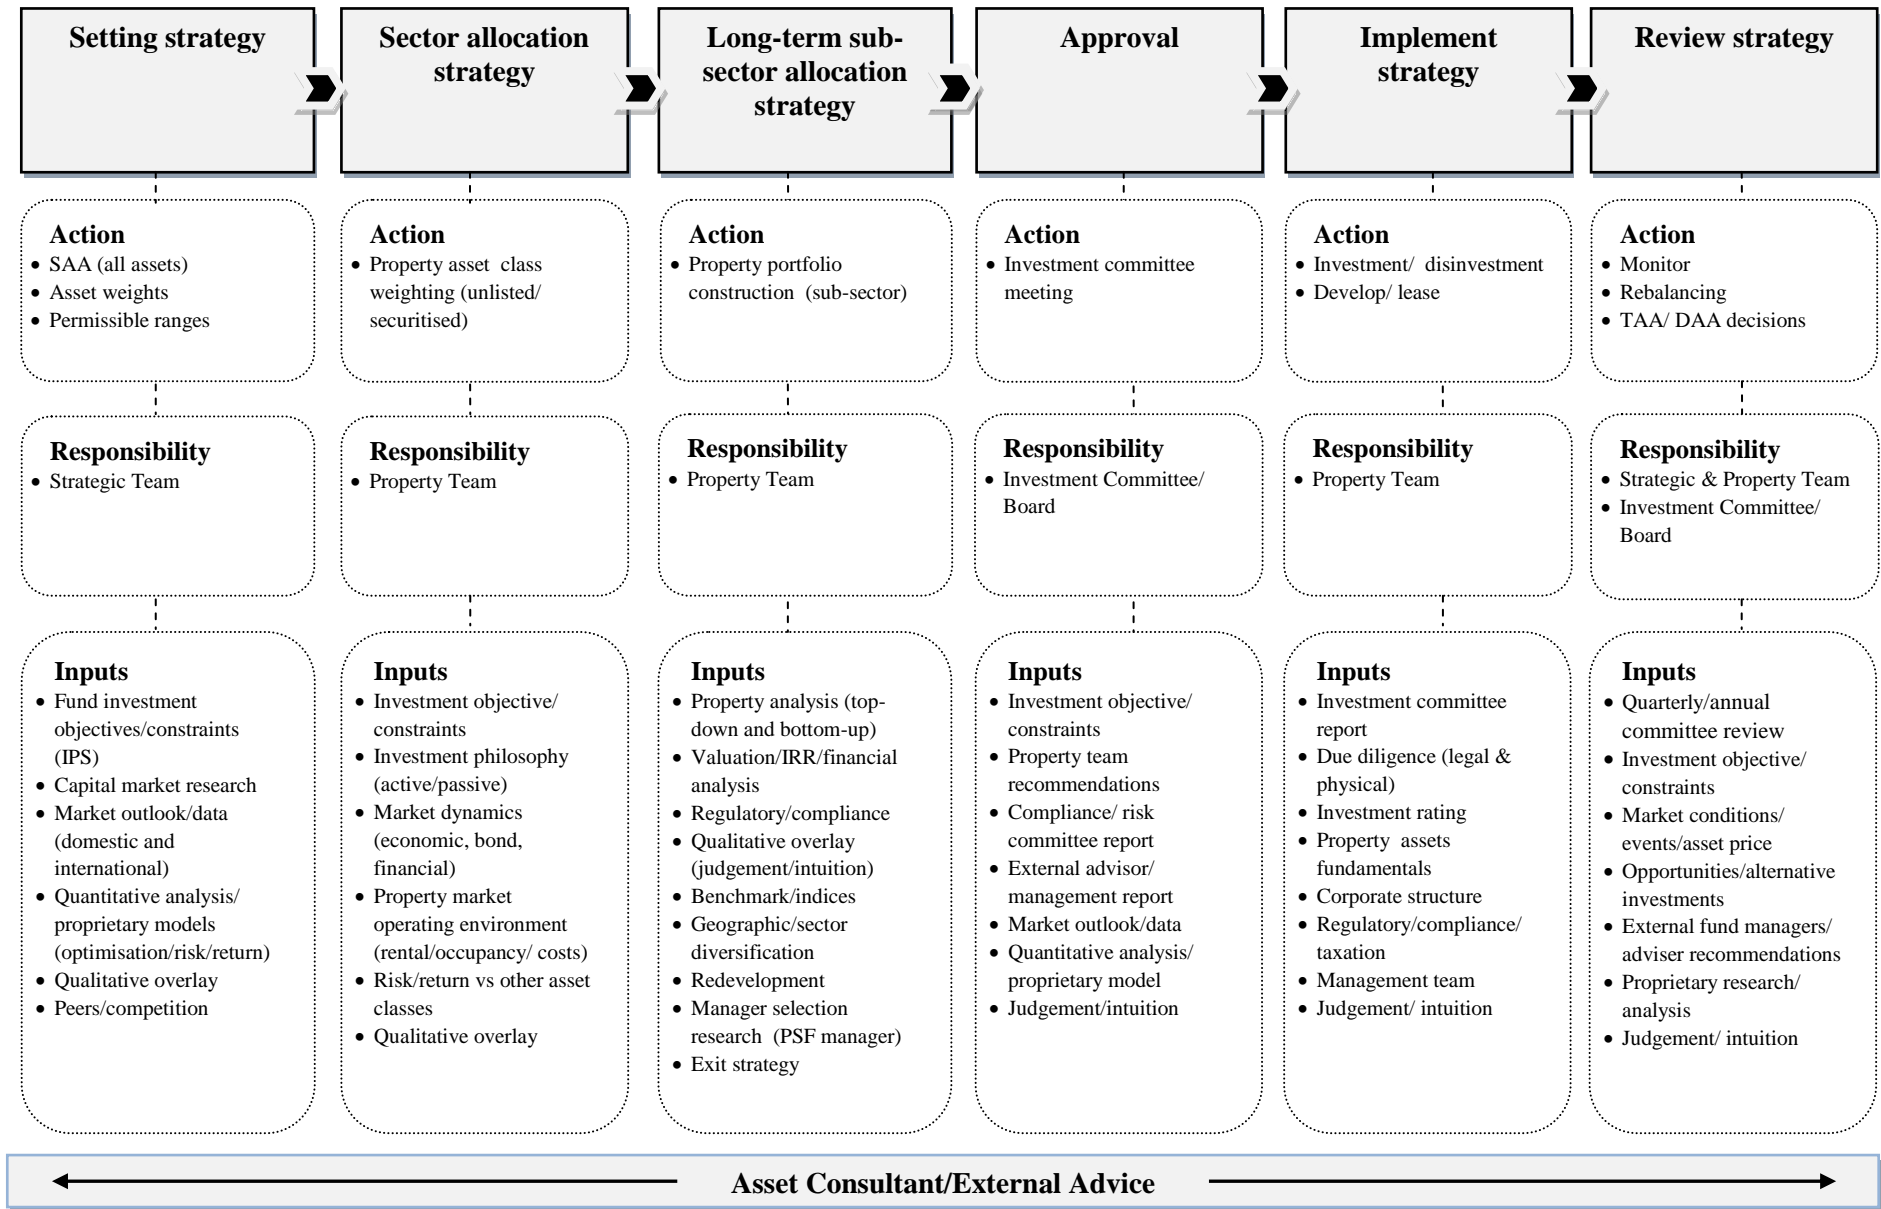 Setting strategy
Sector allocation
strategy
Long-term sub-
sector allocation
strategy
Approval
Implement
strategy
Review strategy
Action
• SAA (all assets)
• Asset weights
• Permissible ranges
Action
• Property asset class
weighting (unlisted/
securitised)
Action
• Property portfolio
construction (sub-sector)
Action
• Investment committee
meeting
Action
• Investment/ disinvestment
• Develop/ lease
Action
• Monitor
• Rebalancing
• TAA/ DAA decisions
Responsibility
• Strategic Team
Responsibility
• Property Team
Responsibility
• Property Team
Responsibility
• Investment Committee/
Board
Responsibility
• Property Team
Responsibility
• Strategic & Property Team
• Investment Committee/
Board
Inputs
• Fund investment
objectives/constraints
(IPS)
• Capital market research
• Market outlook/data
(domestic and
international)
• Quantitative analysis/
proprietary models
(optimisation/risk/return)
• Qualitative overlay
• Peers/competition
Inputs
• Investment objective/
constraints
• Investment philosophy
(active/passive)
• Market dynamics
(economic, bond,
financial)
• Property market
operating environment
(rental/occupancy/ costs)
• Risk/return vs other asset
classes
• Qualitative overlay
Inputs
• Property analysis (top-
down and bottom-up)
• Valuation/IRR/financial
analysis
• Regulatory/compliance
• Qualitative overlay
(judgement/intuition)
• Benchmark/indices
• Geographic/sector
diversification
• Redevelopment
• Manager selection
research (PSF manager)
• Exit strategy
Inputs
• Investment objective/
constraints
• Property team
recommendations
• Compliance/ risk
committee report
• External advisor/
management report
• Market outlook/data
• Quantitative analysis/
proprietary model
• Judgement/intuition
Inputs
• Investment committee
report
• Due diligence (legal &
physical)
• Investment rating
• Property assets
fundamentals
• Corporate structure
• Regulatory/compliance/
taxation
• Management team
• Judgement/ intuition
Inputs
• Quarterly/annual
committee review
• Investment objective/
constraints
• Market conditions/
events/asset price
• Opportunities/alternative
investments
• External fund managers/
adviser recommendations
• Proprietary research/
analysis
• Judgement/ intuition
Asset Consultant/External Advice